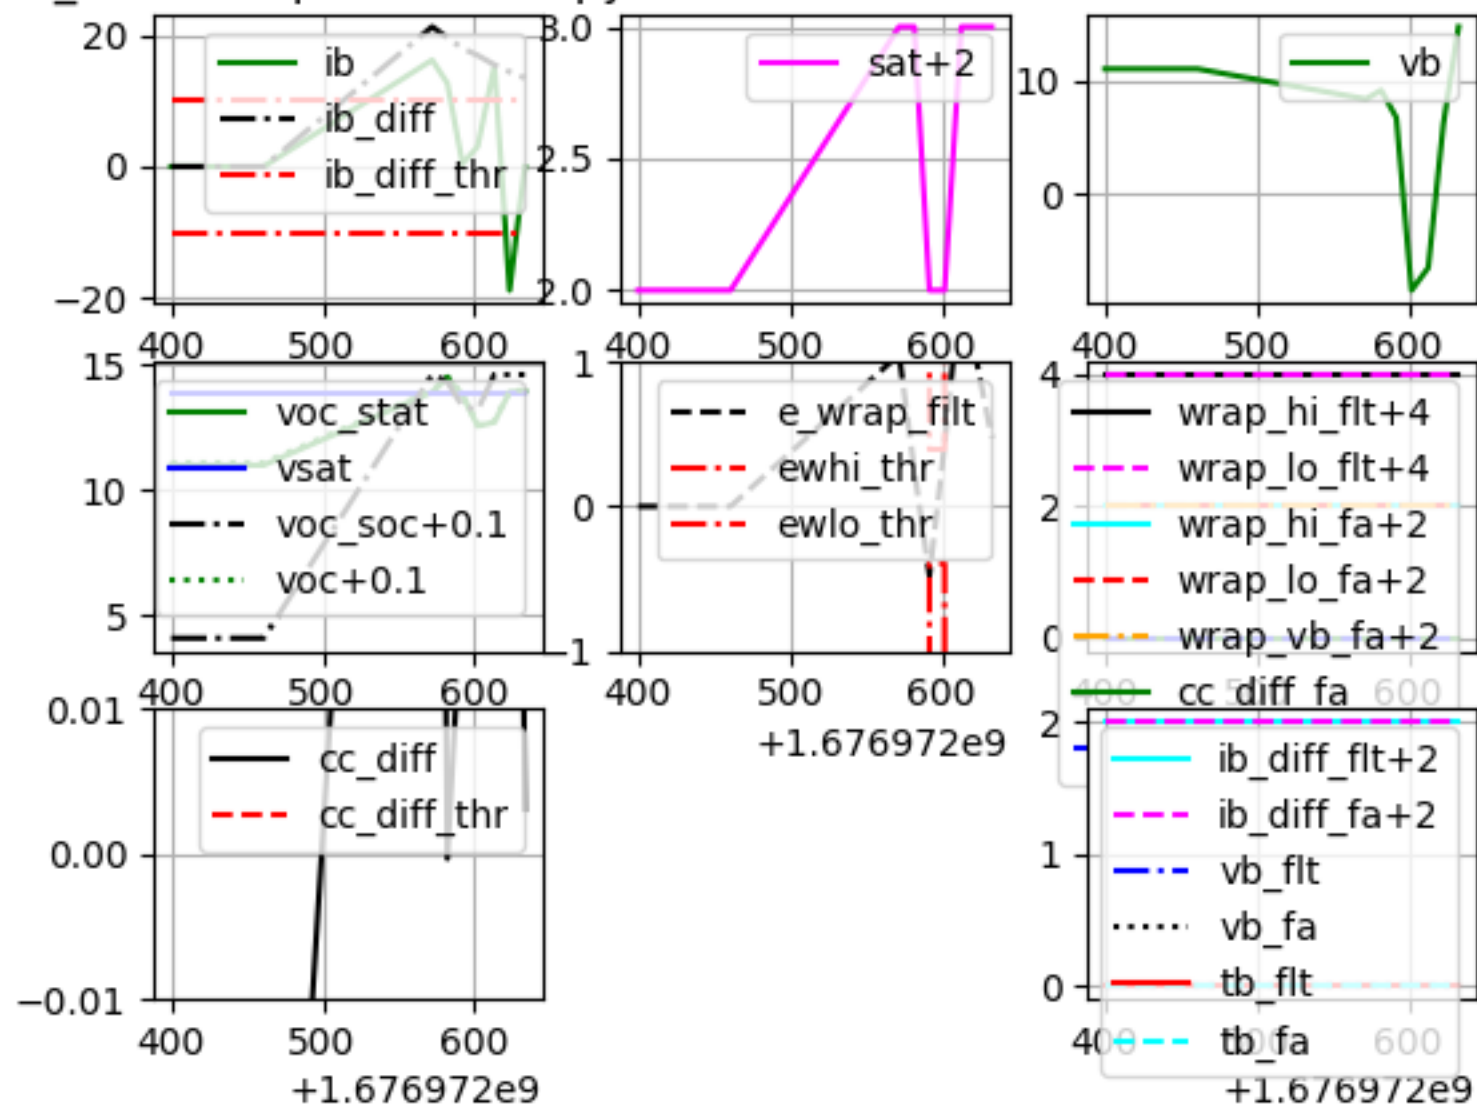 20
0
−20
400 500 600
ib
ib_diff
ib_diff_thr
3.0
2.5
2.0
400 500 600
sat+2
10
0
400 500 600
vb
15
10
5
400 500 600
voc_stat
vsat
voc_soc+0.1
voc+0.1
1
0
−1
400 500 600
+1.676972e9
e_wrap_filt
ewhi_thr
ewlo_thr
4
2
0
400 600
wrap_hi_flt+4
wrap_lo_flt+4
wrap_hi_fa+2
wrap_lo_fa+2
wrap_vb_fa+2
cc_diff_fa
0.01
0.00
−0.01
400 500 600
+1.676972e9
cc_diff
cc_diff_thr
2
1
0
400 600
+1.676972e9
ib_diff_flt+2
ib_diff_fa+2
vb_flt
vb_fa
tb_flt
tb_fa